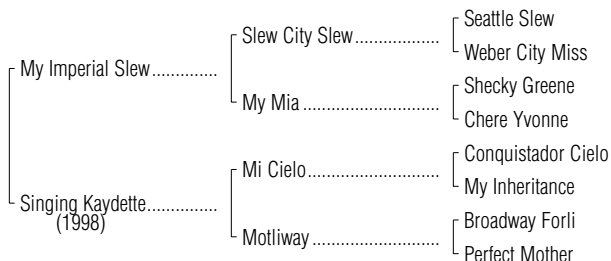 Seattle Slew
Slew City Slew
Weber City Miss
My Imperial Slew
Shecky Greene
My Mia
Chere Yvonne
Conquistador Cielo
Mi Cielo
My Inheritance
Singing Kaydette
(1998)
Broadway Forli
Motliway
Perfect Mother